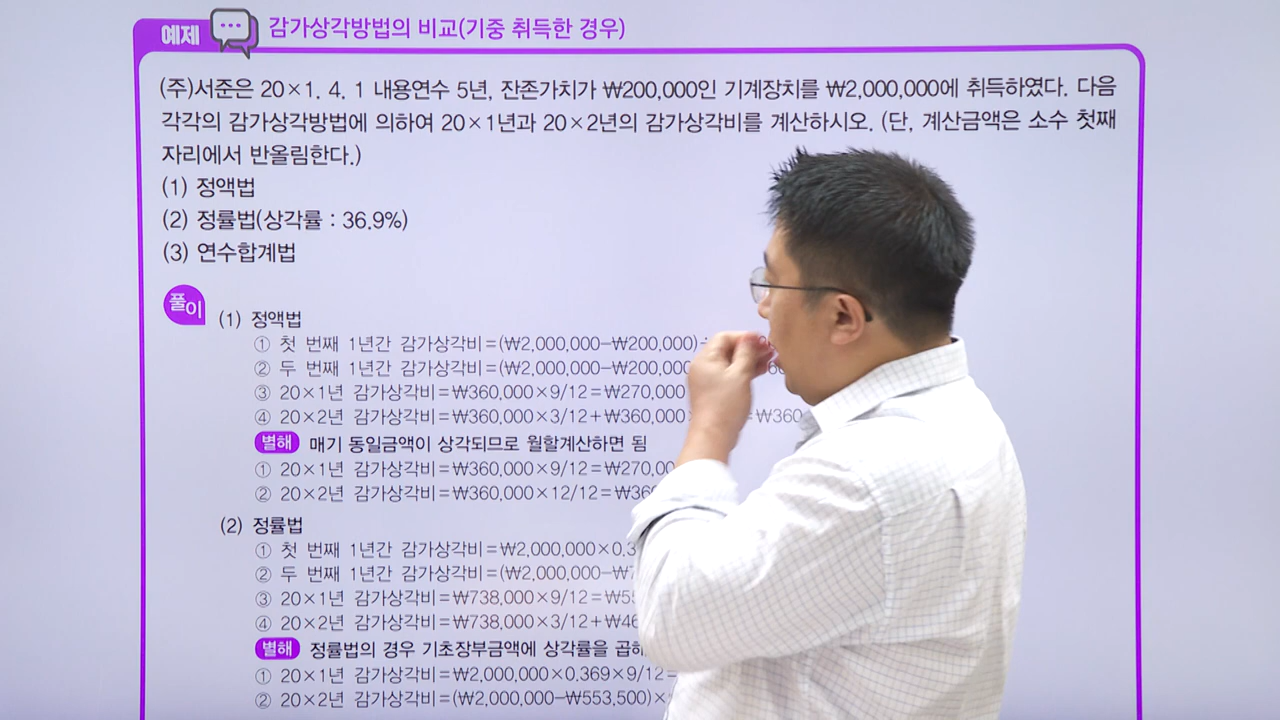 예제
감가상각방법의 비교(기중 취득한 경우)
(주)서준은 20×1. 4. 1 내용연수 5년, 잔존가치가 ₩200,000인 기계장치를 ₩2,000,000에 취득하였다. 다음
각각의 감가상각방법에 의하여 20×1년과 20×2년의 감가상각비를 계산하시오. (단, 계산금액은 소수 첫째
자리에서 반올림한다.)
(1) 정액법
(2) 정률법(상각률 : 36.9%)
(3) 연수합계법
풀이
(1) 정액법
① 첫 번째 1년간 감가상각비=(₩2,000,000-₩200,000)
② 두 번째 1년간 감가상각비=(₩2,000,000-₩200,000
③ 20×1년 감가상각비=₩360,000×9/12=₩270,000
④ 20×2년 감가상각비=₩360,000×3/12+₩360,000 =₩360
별해 매기 동일금액이 상각되므로 월할계산하면 됨
① 20×1년 감가상각비=₩360,000×9/12=₩270,00
② 20×2년 감가상각비=₩360,000×12/12=₩36
(2) 정률법
① 첫 번째 1년간 감가상각비=₩2,000,000×0.3
② 두 번째 1년간 감가상각비=(₩2,000,000-₩7
③ 20×1년 감가상각비=₩738,000×9/12=₩55
④ 20×2년 감가상각비=₩738,000×3/12+₩46
별해 정률법의 경우 기초장부금액에 상각률을 곱해
① 20×1년 감가상각비=₩2,000,000×0.369×9/12=
② 20×2년 감가상각비=(₩2,000,000-₩553,500)×